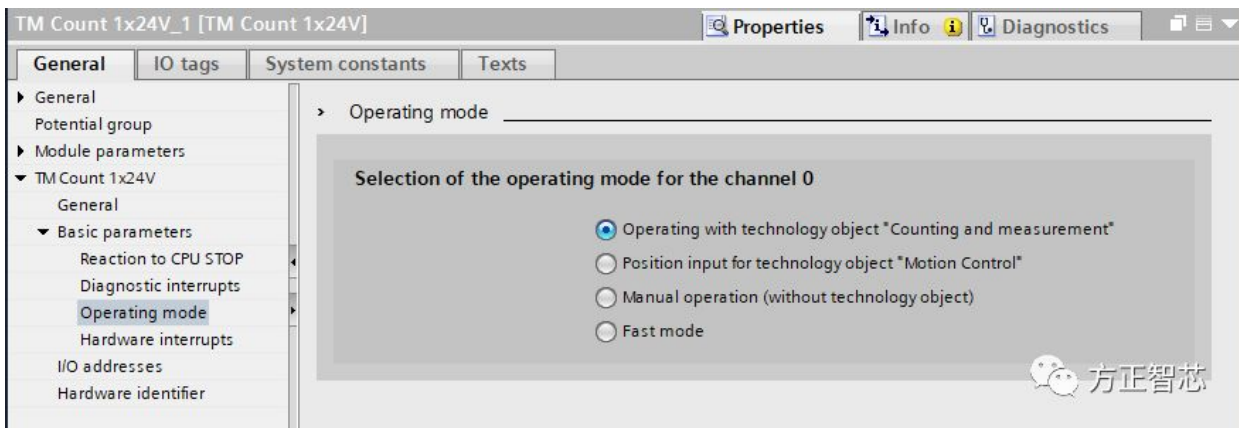 TM Count 1x24V_1 [TM Count 1x24V]
Properties
Info
Diagnostics
General
IO tags
System constants
Texts
General
Potential group
Module parameters
TM Count 1x24V
General
Basic parameters
Reaction to CPU STOP
Diagnostic interrupts
Operating mode
Hardware interrupts
I/O addresses
Hardware identifier
Operating mode
Selection of the operating mode for the channel 0
Operating with technology object "Counting and measurement"
Position input for technology object "Motion Control"
Manual operation (without technology object)
Fast mode
方正智芯